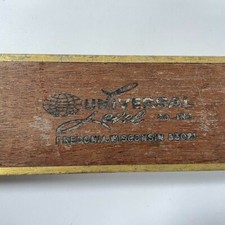 UNIVERSAL
Level
FREDONIA, WISCONSIN 53021